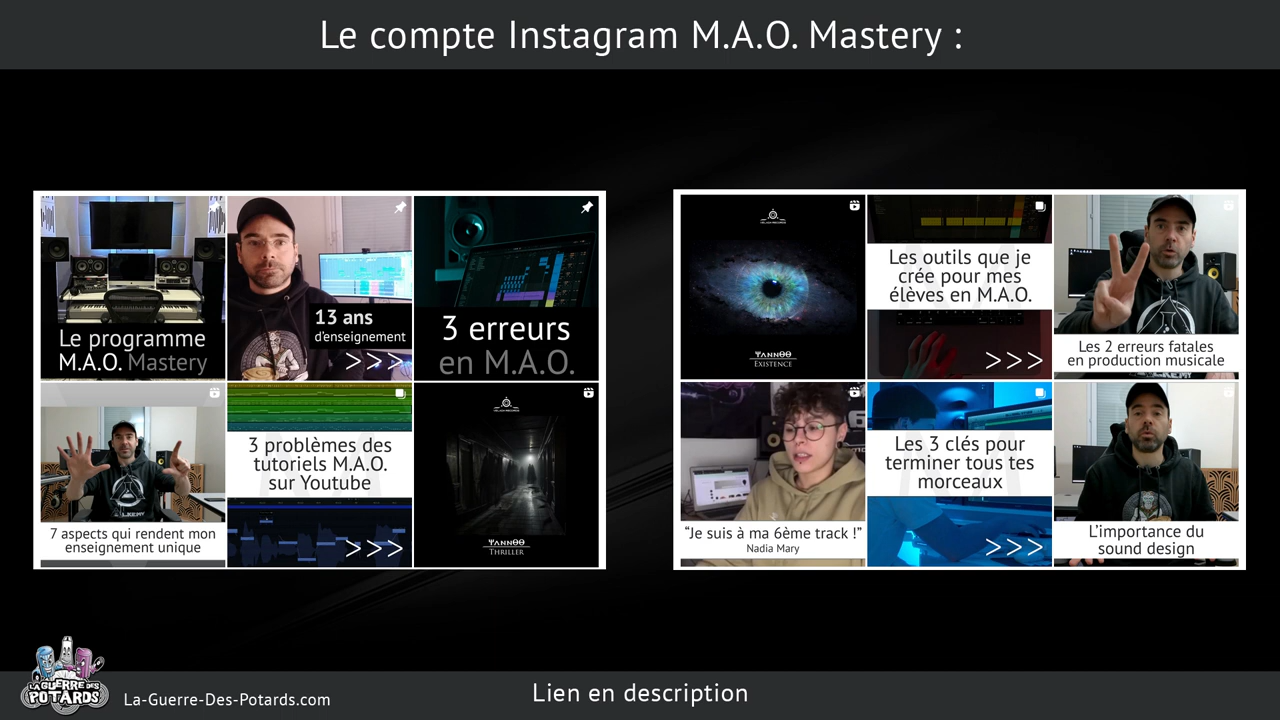 Le compte Instagram M.A.O. Mastery :
Le programme
M.A.O. Mastery
13 ans
d'enseignement
>>>
3 erreurs
en M.A.O.
7 aspects qui rendent mon
enseignement unique
3 problèmes des
tutoriels M.A.O.
sur Youtube
>>>
YANNOO
THRILLER
YANNOO
EXISTENCE
Les outils que je
crée pour mes
élèves en M.A.O.
>>>
Les 2 erreurs fatales
en production musicale
“Je suis à ma 6ème track !”
Nadia Mary
Les 3 clés pour
terminer tous tes
morceaux
>>>
L'importance du
sound design
LA GUERRE DES
POTARDS
La-Guerre-Des-Potards.com
Lien en description